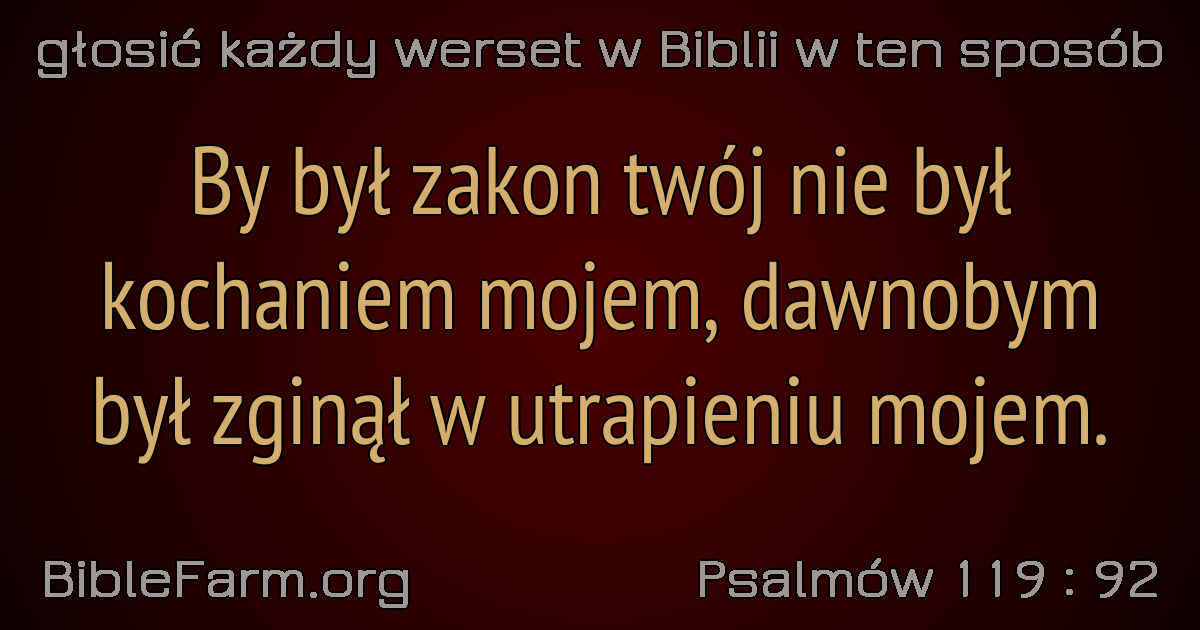 głosić każdy werset w Biblii w ten sposób
By był zakon twój nie był
kochaniem mojem, dawnobym
był zginął w utrapieniu mojem.
BibleFarm.org
Psalmów 119 : 92